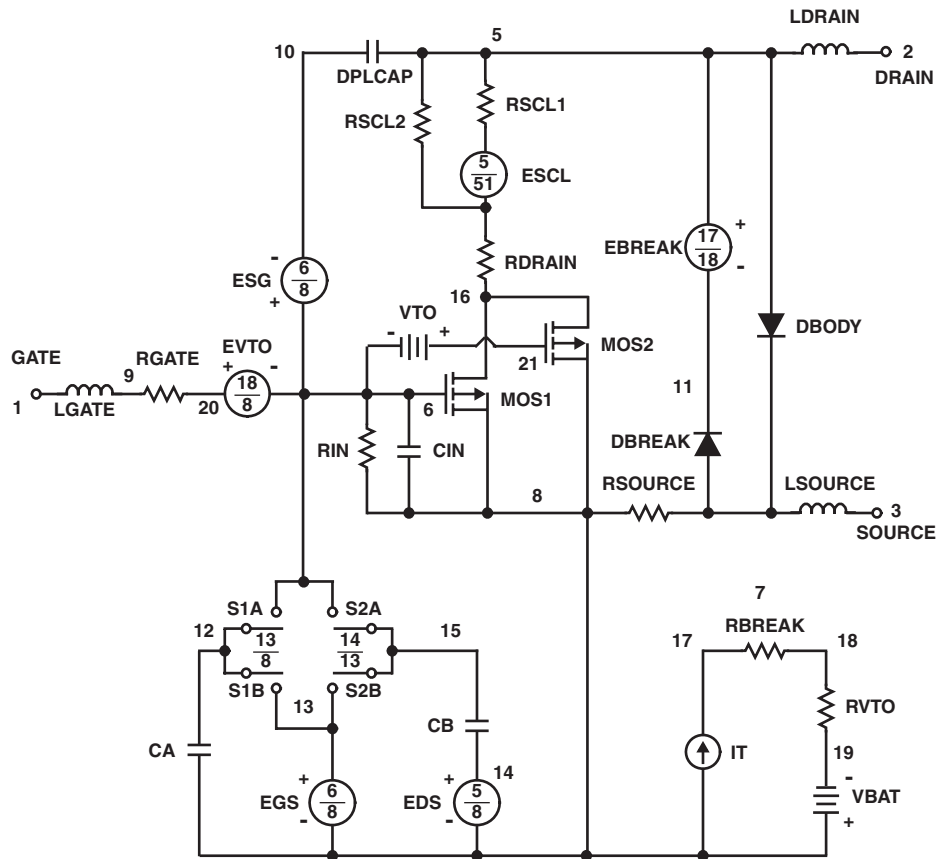 LDRAIN
5
10
2
DPLCAP
DRAIN
RSCL1
RSCL2
5
51
ESCL
-
6
8
ESG
+
+
17
18
EBREAK
-
RDRAIN
16
VTO
-
+
DBODY
MOS2
GATE
9
RGATE
EVTO
+
-
18
8
21
11
1
LGATE
20
6
MOS1
DBREAK
RIN
CIN
8
RSOURCE
LSOURCE
3
SOURCE
S1A
S2A
7
12
13
8
14
13
15
17
RBREAK
18
S1B
13
S2B
CB
RVTO
CA
14
IT
19
+
6
8
EGS
-
+
5
8
EDS
-
-
VBAT
+